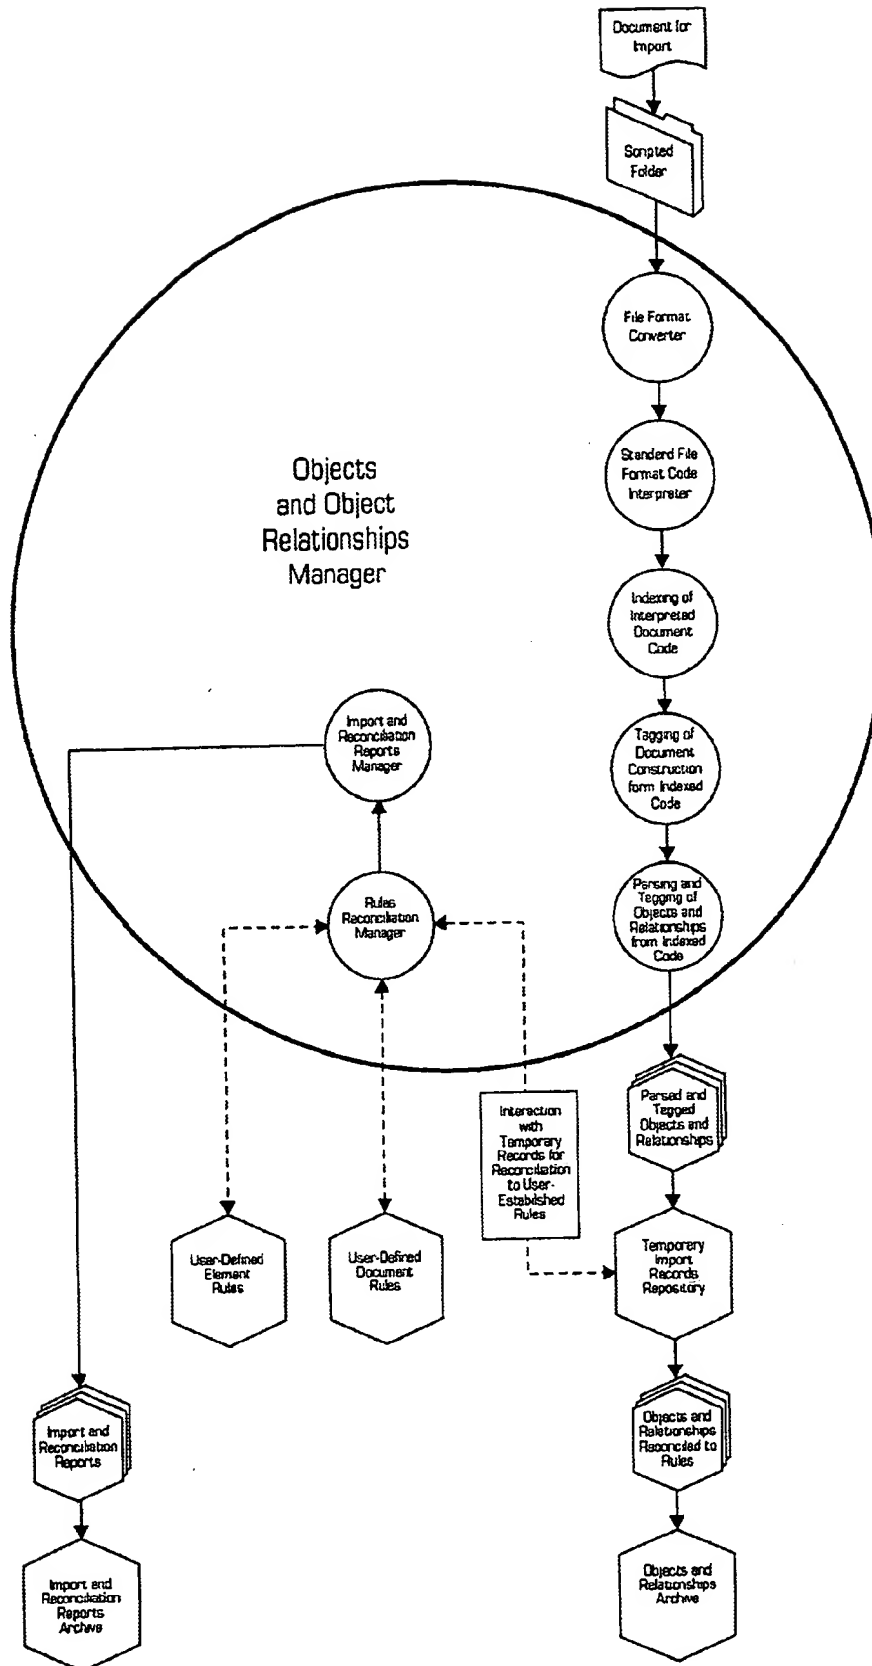 Document for
Import
Scripted
Folder
File Format
Converter
Standard File
Format Code
Interpreter
Objects
and Object
Relationships
Manager
Indexing of
Interpreted
Document
Code
Import and
Reconciliation
Reports
Manager
Tagging of
Document
Construction
form Indexed
Code
Rules
Reconciliation
Manager
Parsing and
Tagging of
Objects and
Relationships
from Indexed
Code
Parsed and
Tagged
Objects and
Relationships
Interaction
with
Temporary
Records for
Reconciliation
to User-
Established
Rules
User-Defined
Element
Rules
User-Defined
Document
Rules
Temporary
Import
Records
Repository
Import and
Reconciliation
Reports
Objects and
Relationships
Reconciled to
Rules
Import and
Reconciliation
Reports
Archive
Objects and
Relationships
Archive